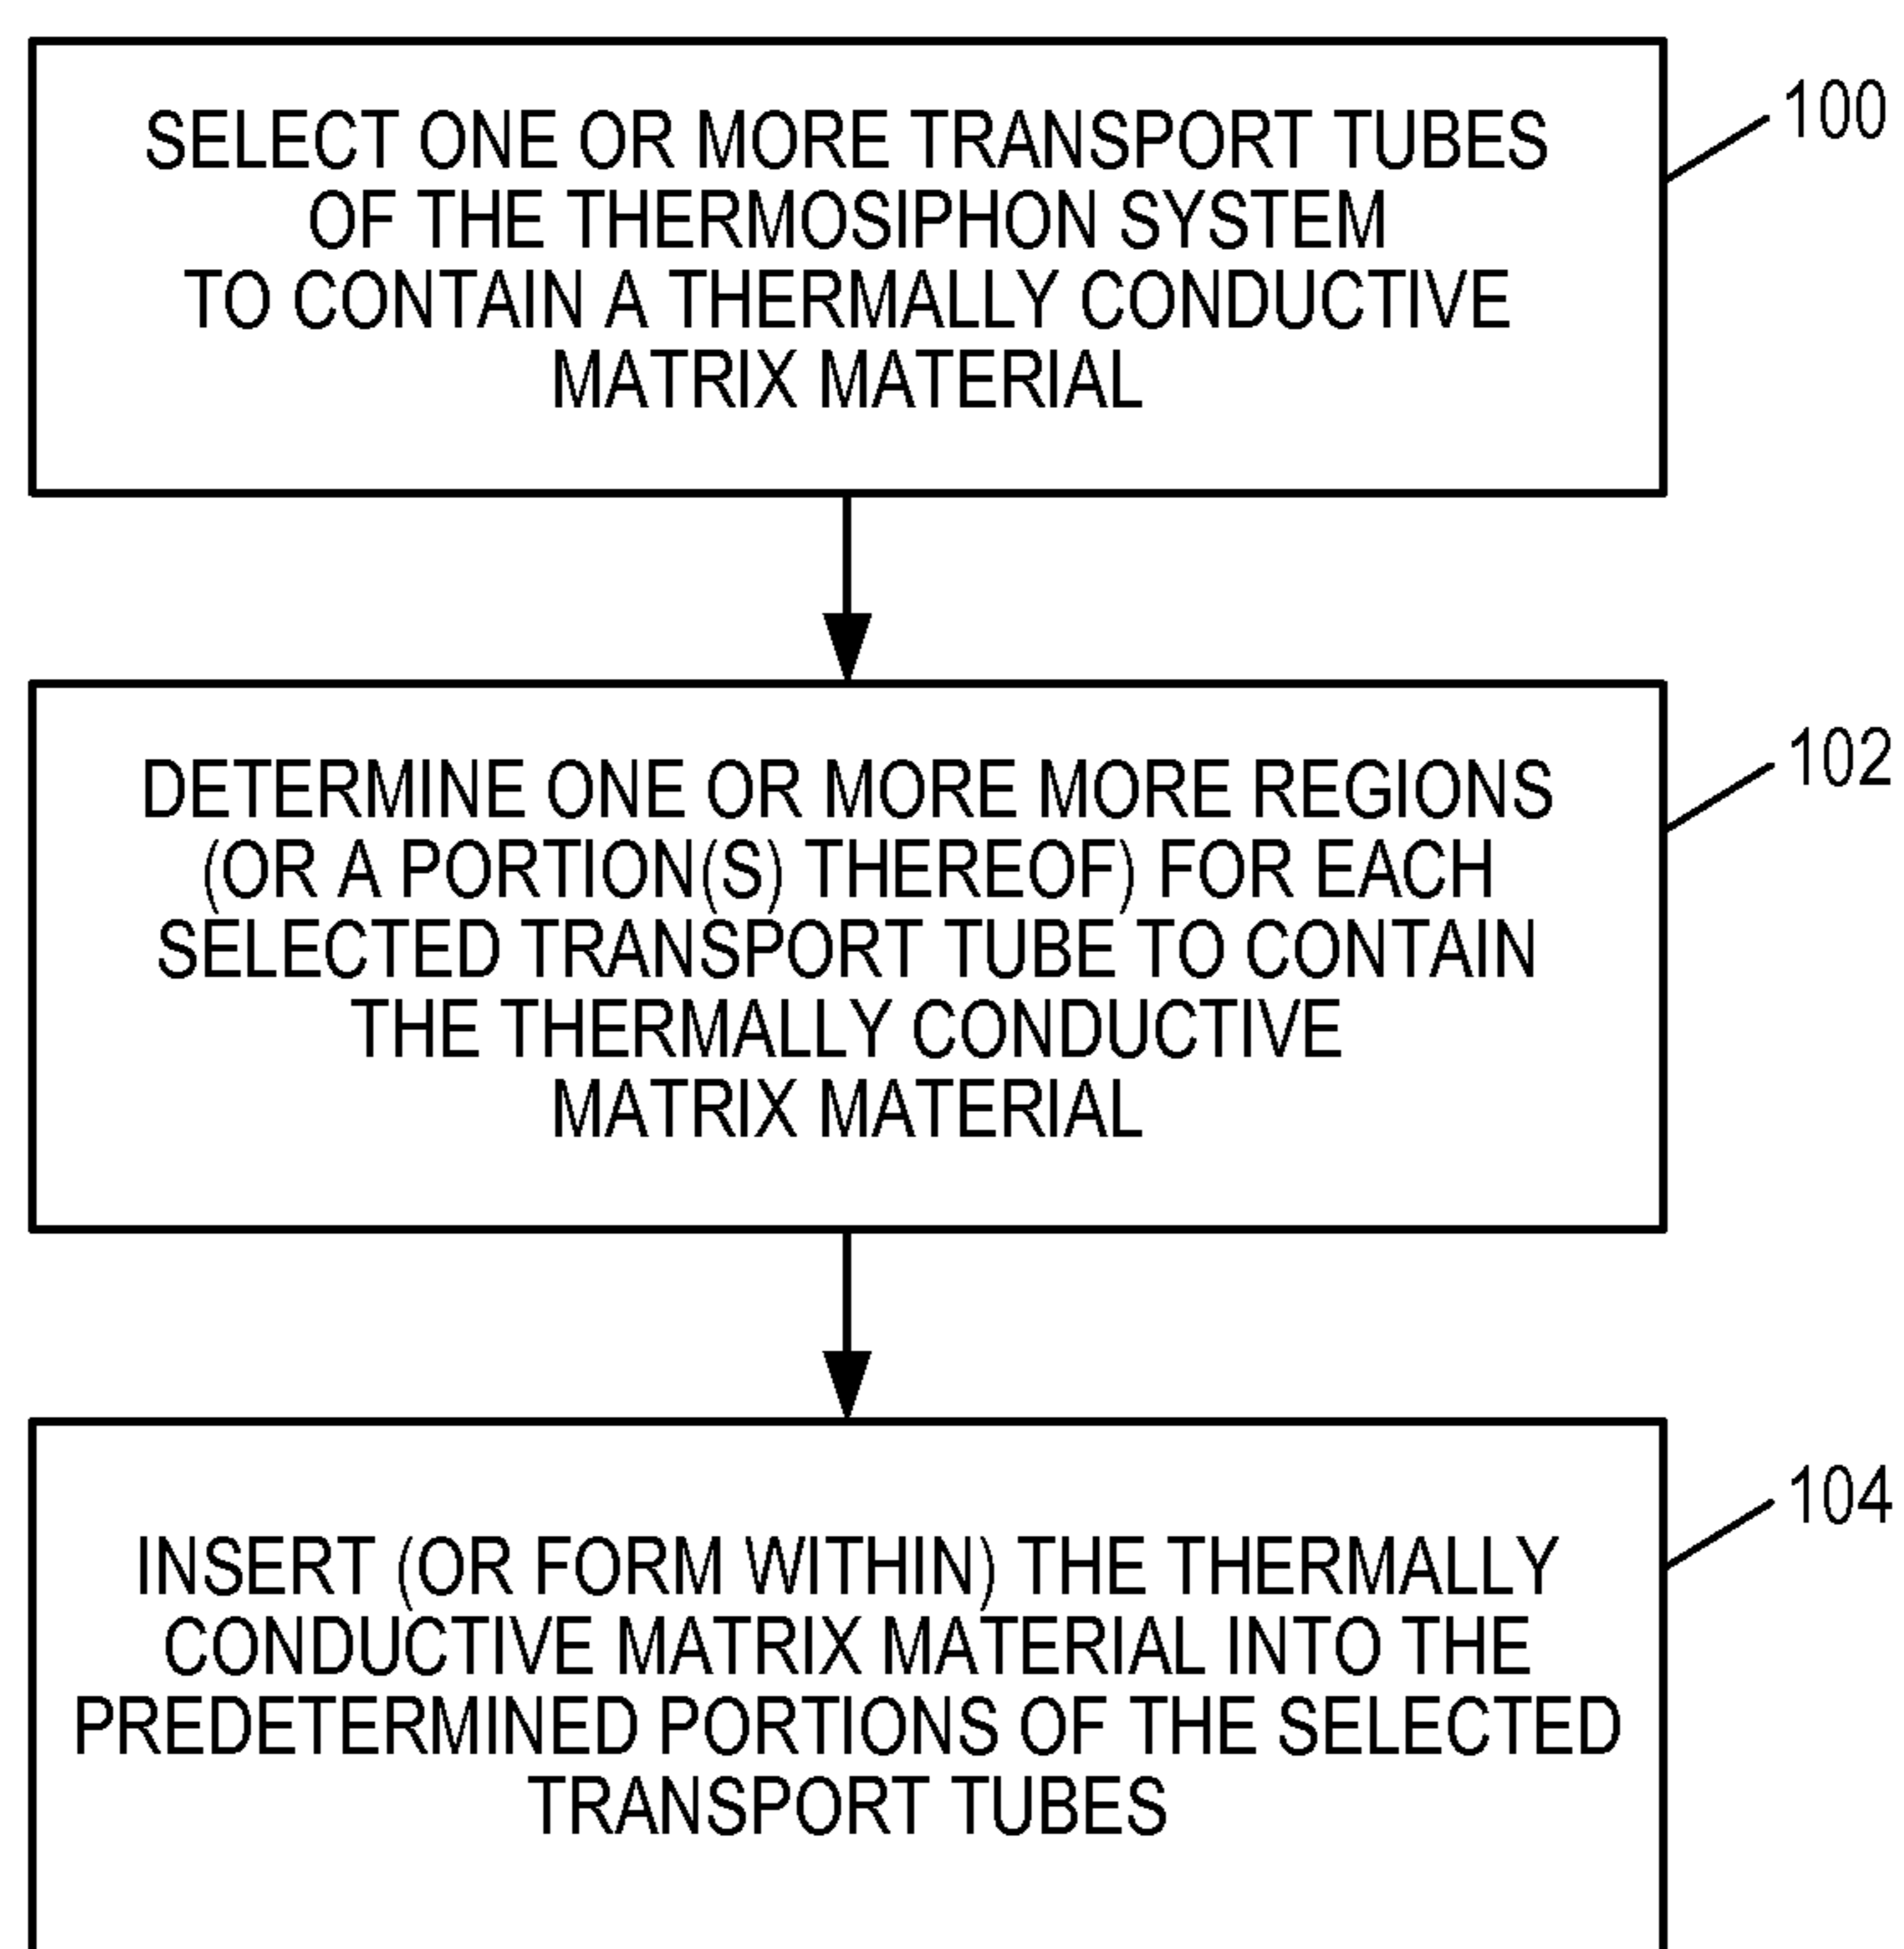 SELECT ONE OR MORE TRANSPORT TUBES
OF THE THERMOSIPHON SYSTEM
TO CONTAIN A THERMALLY CONDUCTIVE
MATRIX MATERIAL
100
DETERMINE ONE OR MORE MORE REGIONS
(OR A PORTION(S) THEREOF) FOR EACH
SELECTED TRANSPORT TUBE TO CONTAIN
THE THERMALLY CONDUCTIVE
MATRIX MATERIAL
102
INSERT (OR FORM WITHIN) THE THERMALLY
CONDUCTIVE MATRIX MATERIAL INTO THE
PREDETERMINED PORTIONS OF THE SELECTED
TRANSPORT TUBES
104